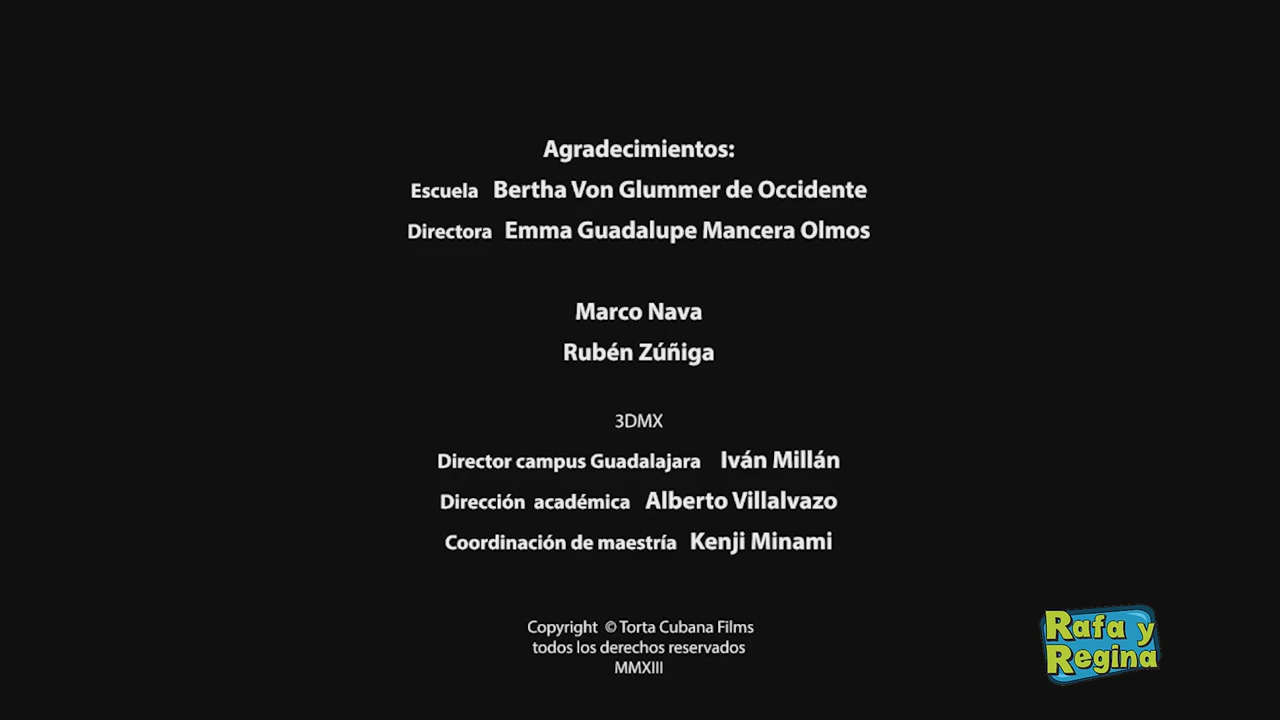 Agradecimientos:
Escuela Bertha Von Glummer de Occidente
Directora Emma Guadalupe Mancera Olmos
Marco Nava
Rubén Zúñiga
3DMX
Director campus Guadalajara Iván Millán
Dirección académica Alberto Villalvazo
Coordinación de maestría Kenji Minami
Copyright © Torta Cubana Films
todos los derechos reservados
MMXIII
Rafa y
Regina